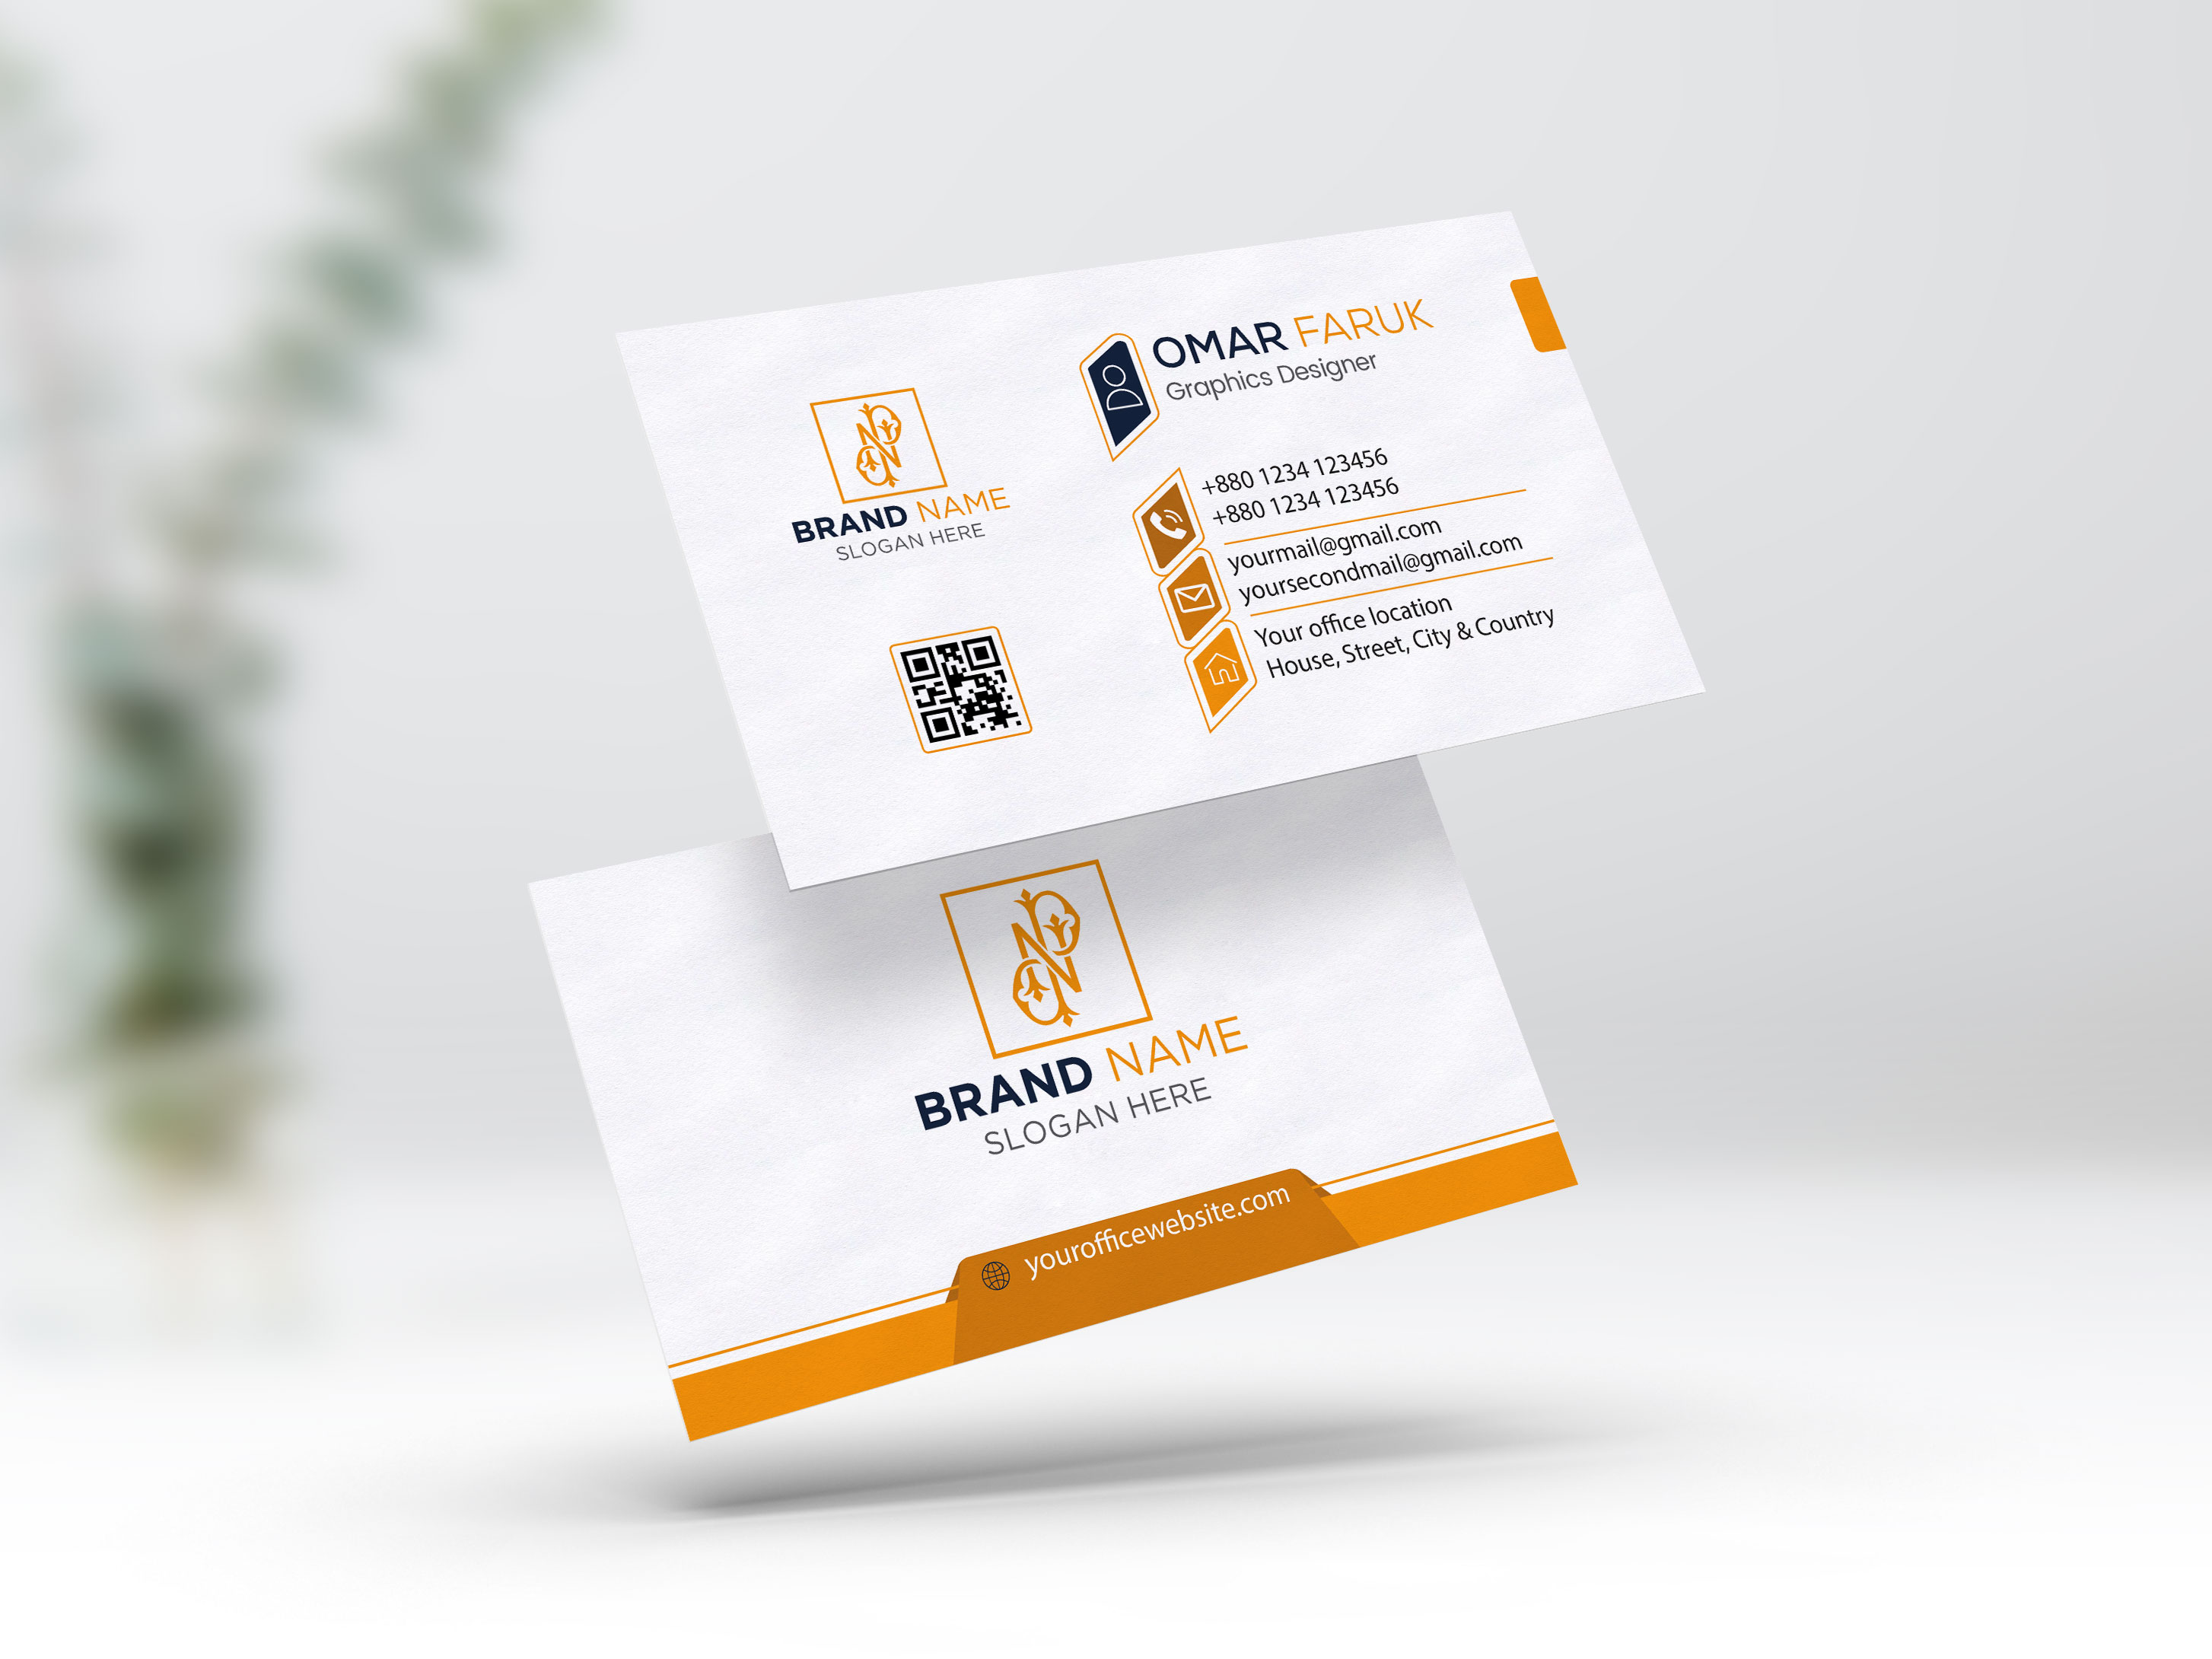 OMAR FARUK
Graphics Designer
BRAND NAME
SLOGAN HERE
+880 1234 123456
+880 1234 123456
yourmail@gmail.com
yoursecondmail@gmail.com
Your office location
House, Street, City & Country
BRAND NAME
SLOGAN HERE
yourofficewebsite.com